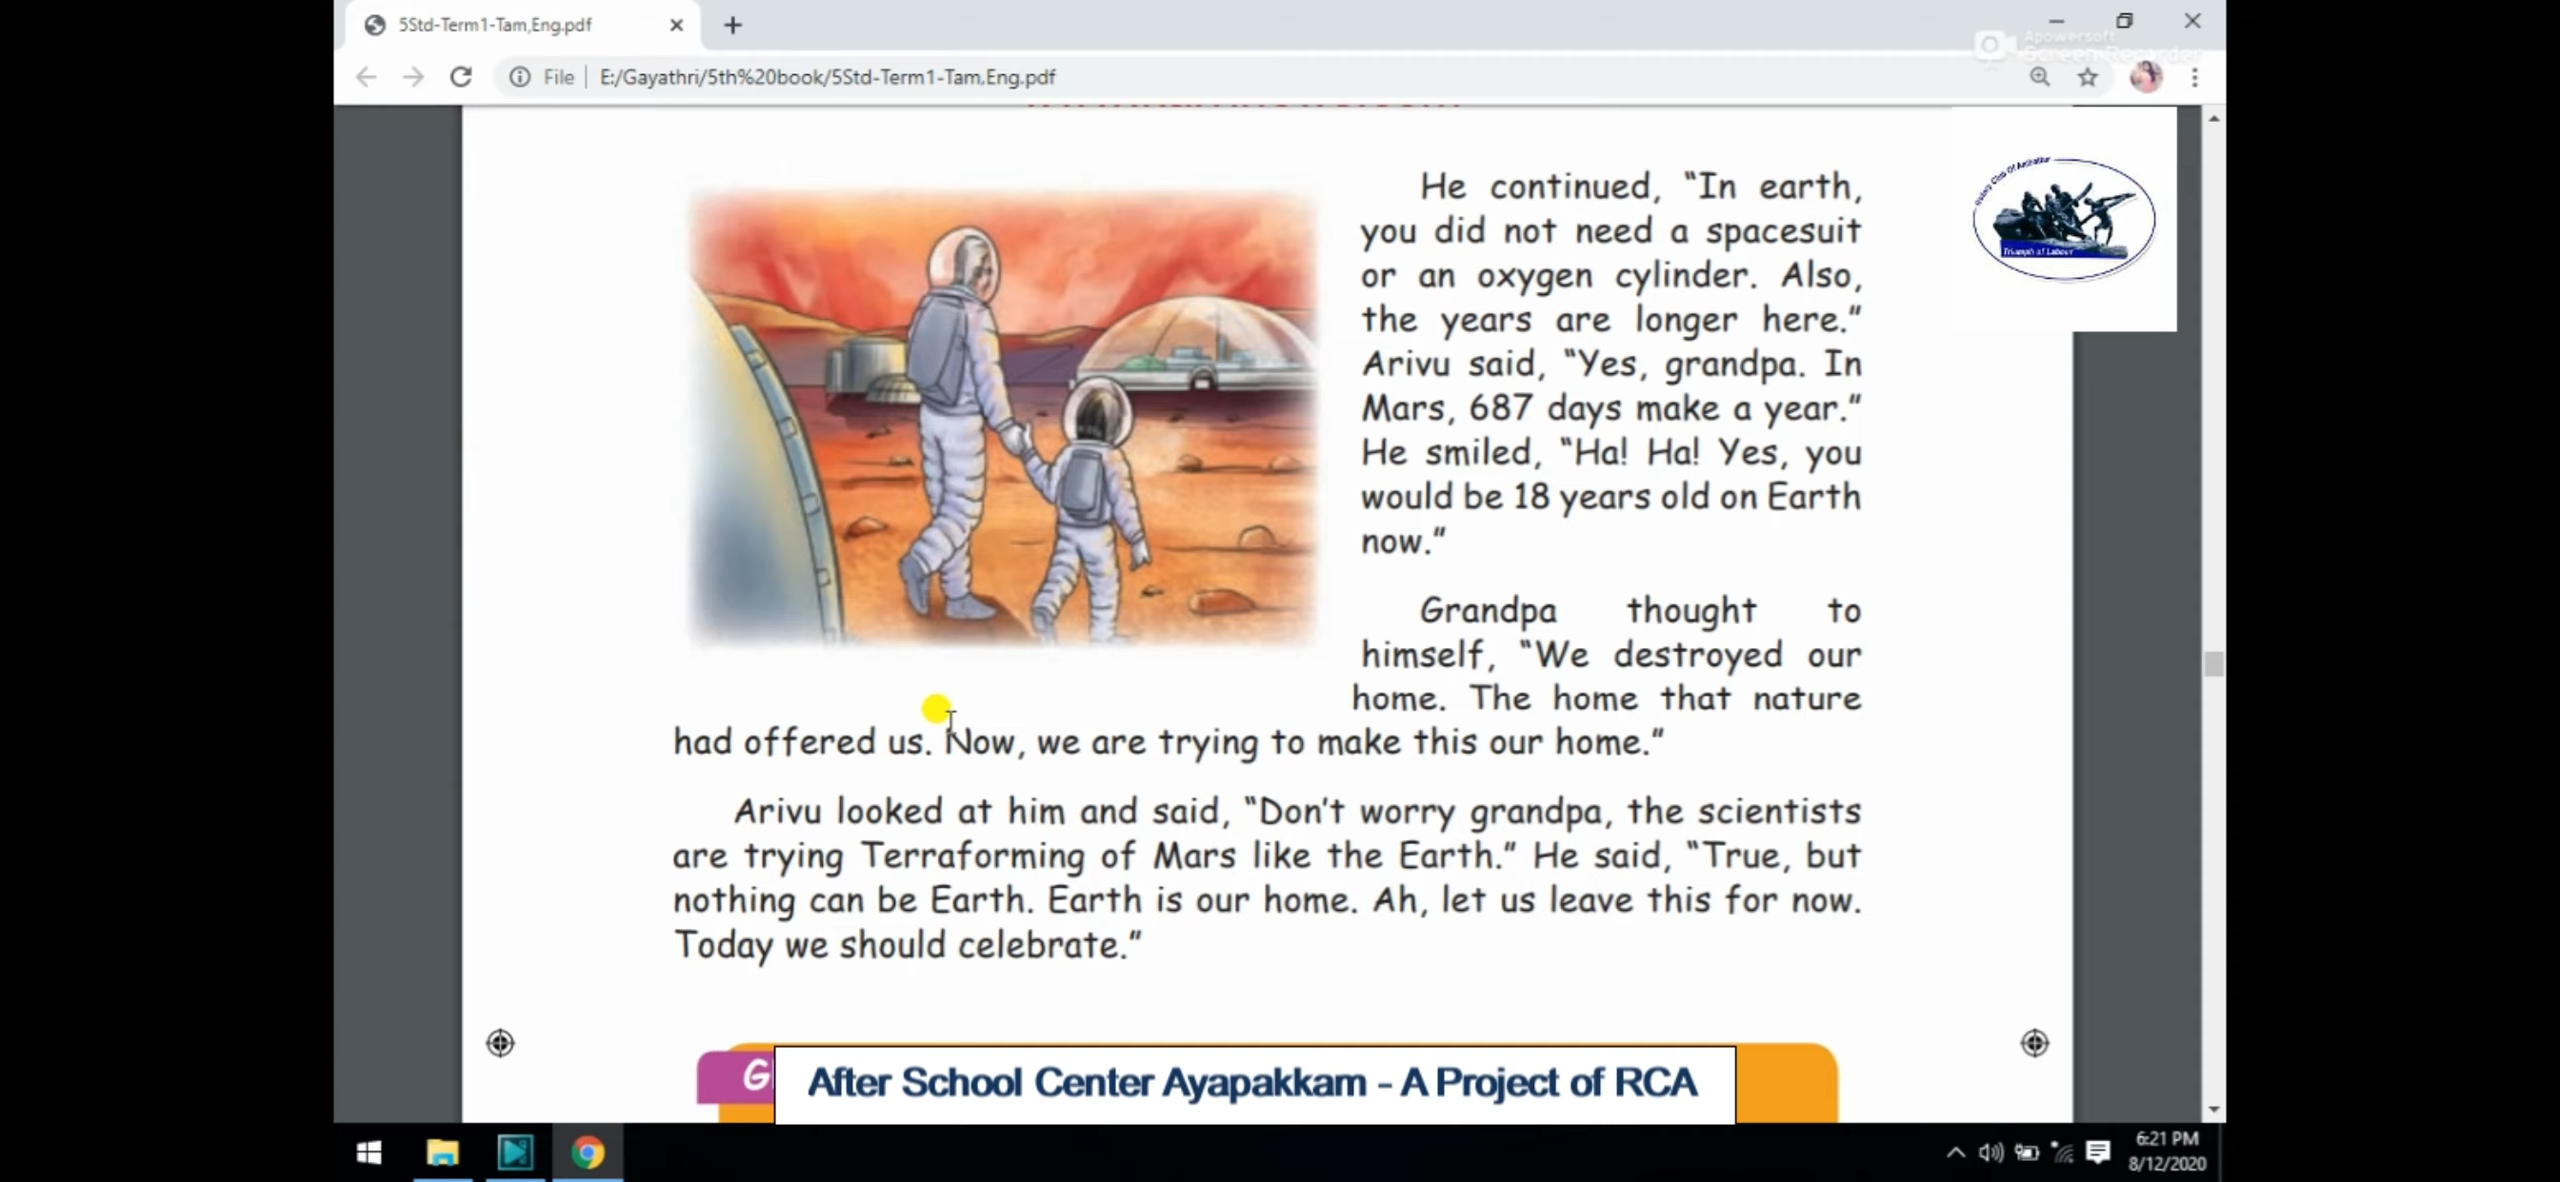 5Std-Term1-Tam,Eng.pdf
Apowersoft
Screen Recorder
File
E:/Gayathri/5th%20book/5Std-Term1-Tam,Eng.pdf
Triumph of Labour
He continued, “In earth,
you did not need a spacesuit
or an oxygen cylinder. Also,
the years are longer here.”
Arivu said, “Yes, grandpa. In
Mars, 687 days make a year.”
He smiled, “Ha! Ha! Yes, you
would be 18 years old on Earth
now.”
Grandpa thought to
himself, “We destroyed our
home. The home that nature
had offered us. Now, we are trying to make this our home.”
Arivu looked at him and said, “Don't worry grandpa, the scientists
are trying Terraforming of Mars like the Earth.” He said, “True, but
nothing can be Earth. Earth is our home. Ah, let us leave this for now.
Today we should celebrate.”
After School Center Ayapakkam - A Project of RCA
6:21 PM
8/12/2020